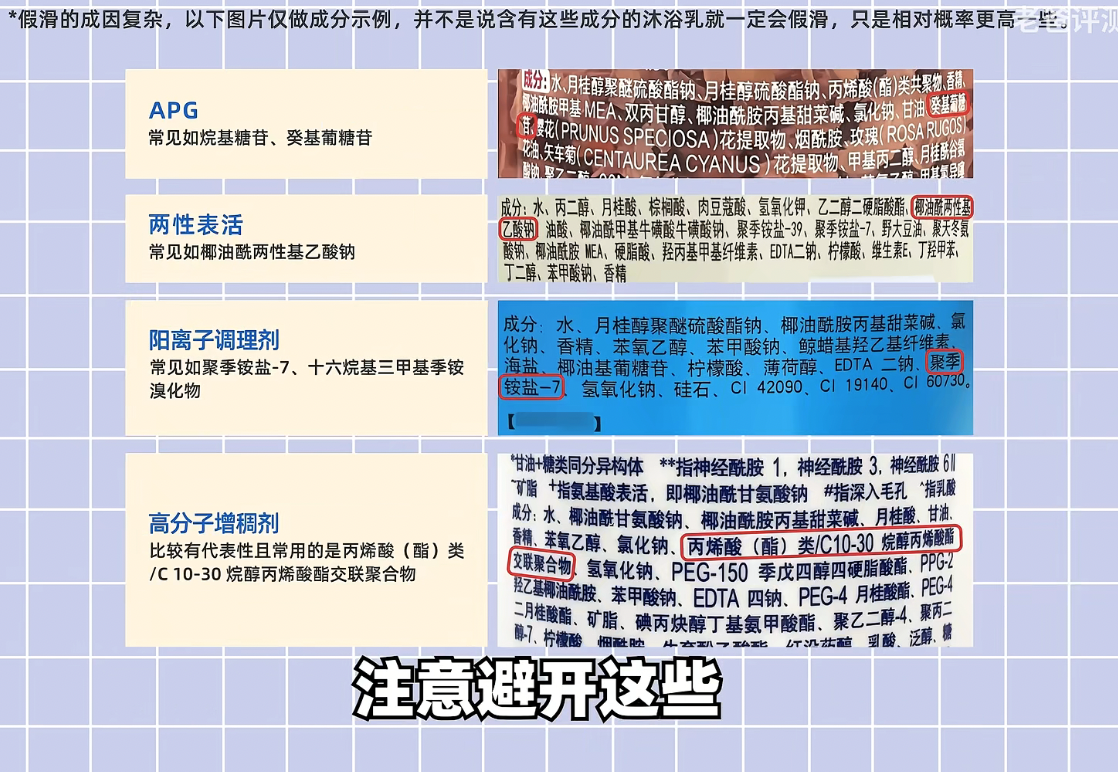 *假滑的成因复杂，以下图片仅做成分示例，并不是说含有这些成分的沐浴乳就一定会假滑，只是相对概率更高一些。
老爸评测
APG
常见如烷基糖苷、癸基葡糖苷
成分:水、月桂醇聚醚硫酸酯钠、月桂醇硫酸酯钠、丙烯酸(酯)类共聚物、香精、
椰油酰胺甲基MEA、双丙甘醇、椰油酰胺丙基甜菜碱、氯化钠、甘油、癸基葡糖
苷、樱花(PRUNUS SPECIOSA)花提取物、烟酰胺、玫瑰(ROSA RUGOS
花油、矢车菊(CENTAUREA CYANUS)花提取物、甲基丙二醇、月桂酰谷氨
两性表活
常见如椰油酰两性基乙酸钠
成分：水、丙二醇、月桂酸、棕榈酸、肉豆蔻酸、氢氧化钾、乙二醇二硬脂酸酯、椰油酰两性基
乙酸钠、油酸、椰油酰甲基牛磺酸牛磺酸钠、聚季铵盐-39、聚季铵盐-7、野大豆油、聚天冬氨
酸钠、椰油酰胺 MEA、硬脂酸、羟丙基甲基纤维素、EDTA二钠、柠檬酸、维生素E、丁羟甲苯、
丁二醇、苯甲酸钠、香精
阳离子调理剂
常见如聚季铵盐-7、十六烷基三甲基季铵
溴化物
成分：水、月桂醇聚醚硫酸酯钠、椰油酰胺丙基甜菜碱、氯
化钠、香精、苯氧乙醇、苯甲酸钠、鲸蜡基羟乙基纤维素、
海盐、椰油基葡糖苷、柠檬酸、薄荷醇、EDTA 二钠、聚季
铵盐-7、氢氧化钠、硅石、CI 42090、CI 19140、CI 60730。
【 】
高分子增稠剂
比较有代表性且常用的是丙烯酸（酯）类
/C 10-30 烷醇丙烯酸酯交联聚合物
*甘油+糖类同分异构体 **指神经酰胺 1，神经酰胺 3，神经酰胺 6II
~矿脂 +指氨基酸表活，即椰油酰甘氨酸钠 #指深入毛孔 ^指乳酸
成分：水、椰油酰甘氨酸钠、椰油酰胺丙基甜菜碱、月桂酸、甘油、
香精、苯氧乙醇、氯化钠、丙烯酸（酯）类/C10-30 烷醇丙烯酸酯
交联聚合物、氢氧化钠、PEG-150 季戊四醇四硬脂酸酯、PPG-2
羟乙基椰油酰胺、苯甲酸钠、EDTA 四钠、PEG-4 月桂酸酯、PEG-4
二月桂酸酯、矿脂、碘丙炔醇丁基氨甲酸酯、聚乙二醇-4、聚丙二
醇-7、柠檬酸、烟酰胺、
注意避开这些